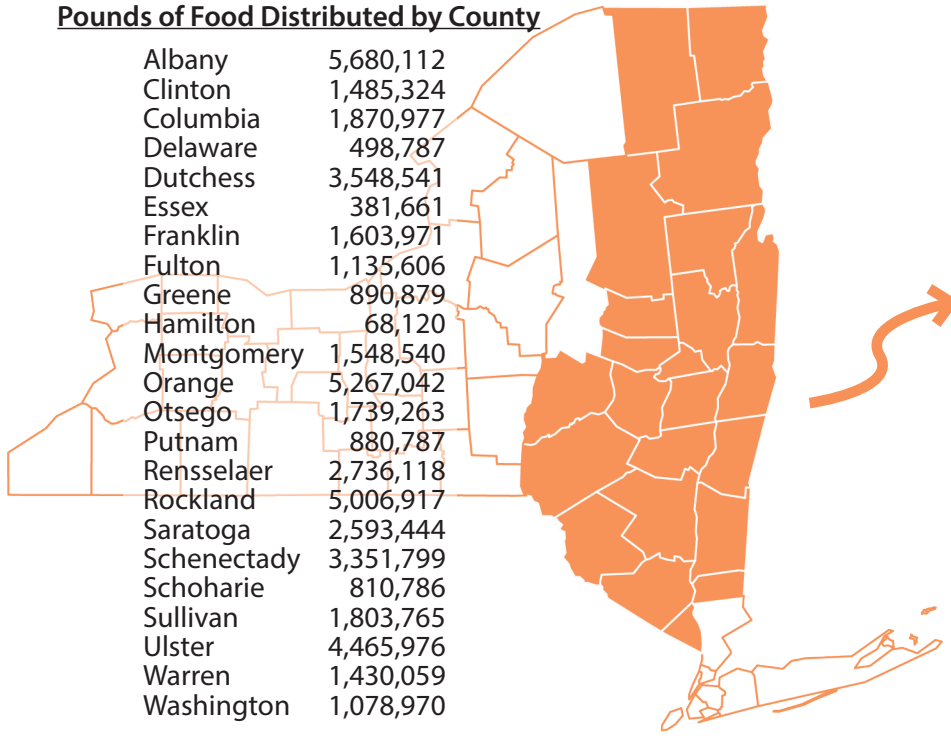 Pounds of Food Distributed by County
Albany 5,680,112
Clinton 1,485,324
Columbia 1,870,977
Delaware 498,787
Dutchess 3,548,541
Essex 381,661
Franklin 1,603,971
Fulton 1,135,606
Greene 890,879
Hamilton 68,120
Montgomery 1,548,540
Orange 5,267,042
Otsego 1,739,263
Putnam 880,787
Rensselaer 2,736,118
Rockland 5,006,917
Saratoga 2,593,444
Schenectady 3,351,799
Schoharie 810,786
Sullivan 1,803,765
Ulster 4,465,976
Warren 1,430,059
Washington 1,078,970